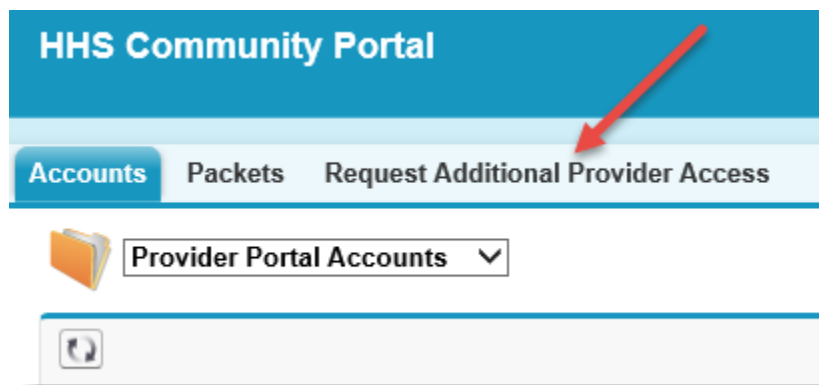 HHS Community Portal
Accounts Packets Request Additional Provider Access
Provider Portal Accounts